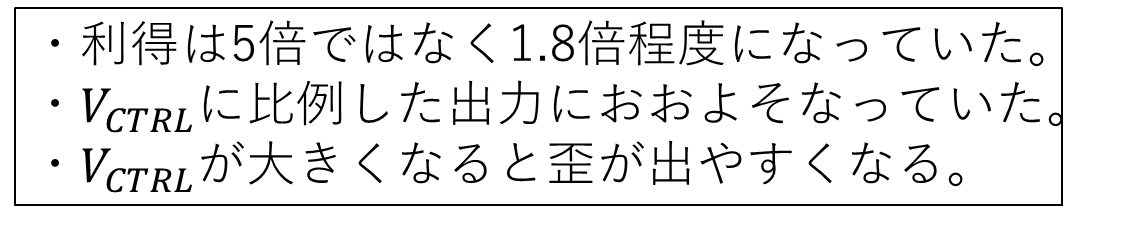 ・利得は5倍ではなく1.8倍程度になっていた。
・V_CTRLに比例した出力におおよそなっていた。
・V_CTRLが大きくなると歪が出やすくなる。